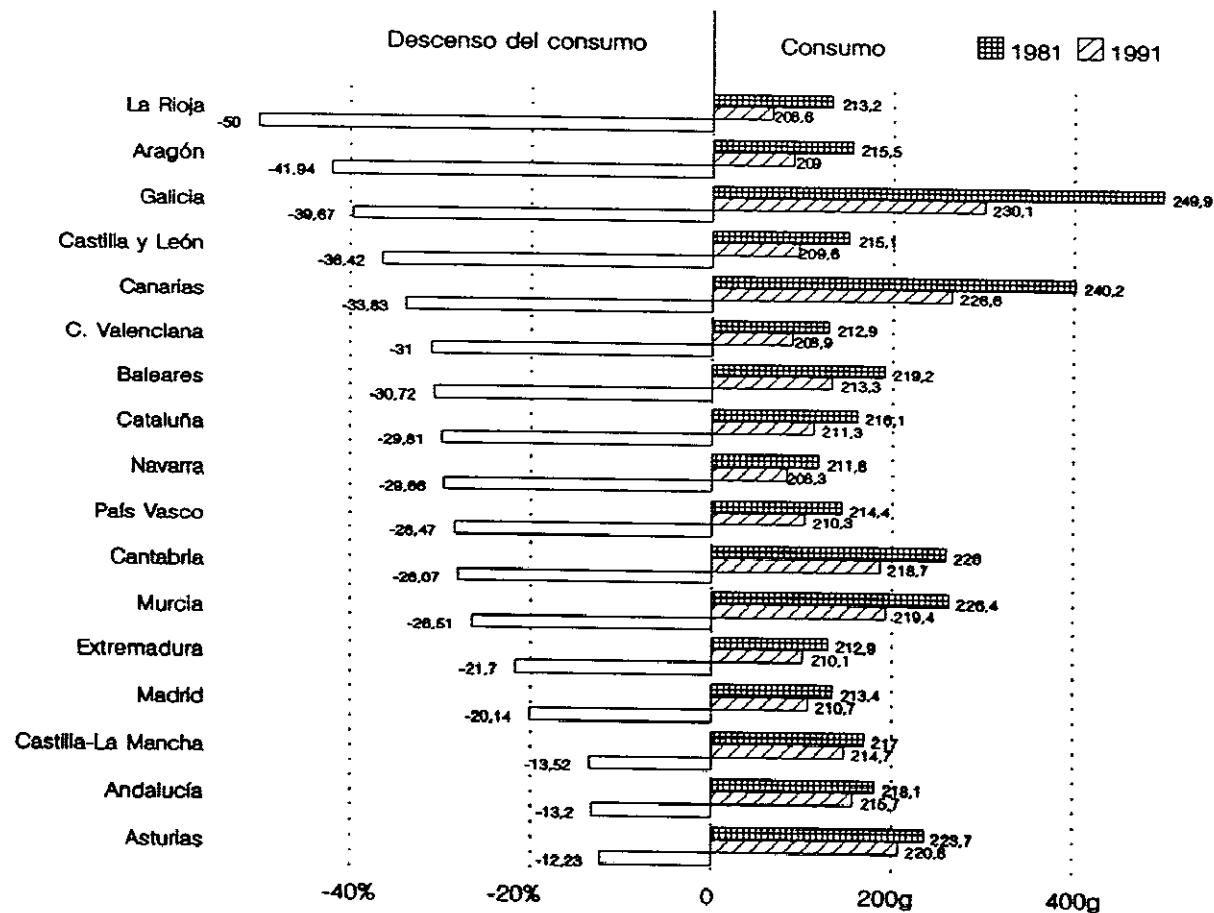 Descenso del consumo Consumo 1981 1991
La Rioja 213,2
-50 206,6
Aragón 215,5
-41,94 209
Galicia 249,9
-39,67 230,1
Castilla y León 215,1
-36,42 209,6
Canarias 240,2
-33,83 226,6
C. Valenciana 212,9
-31 208,9
Baleares 219,2
-30,72 213,3
Cataluña 216,1
-29,81 211,3
Navarra 211,8
-29,66 208,3
País Vasco 214,4
-28,47 210,3
Cantabria 226
-28,07 218,7
Murcia 226,4
-26,51 219,4
Extremadura 212,9
-21,7 210,1
Madrid 213,4
-20,14 210,7
Castilla-La Mancha 217
-13,52 214,7
Andalucía 218,1
-13,2 215,7
Asturias 223,7
-12,23 220,8
-40% -20% 0 200g 400g